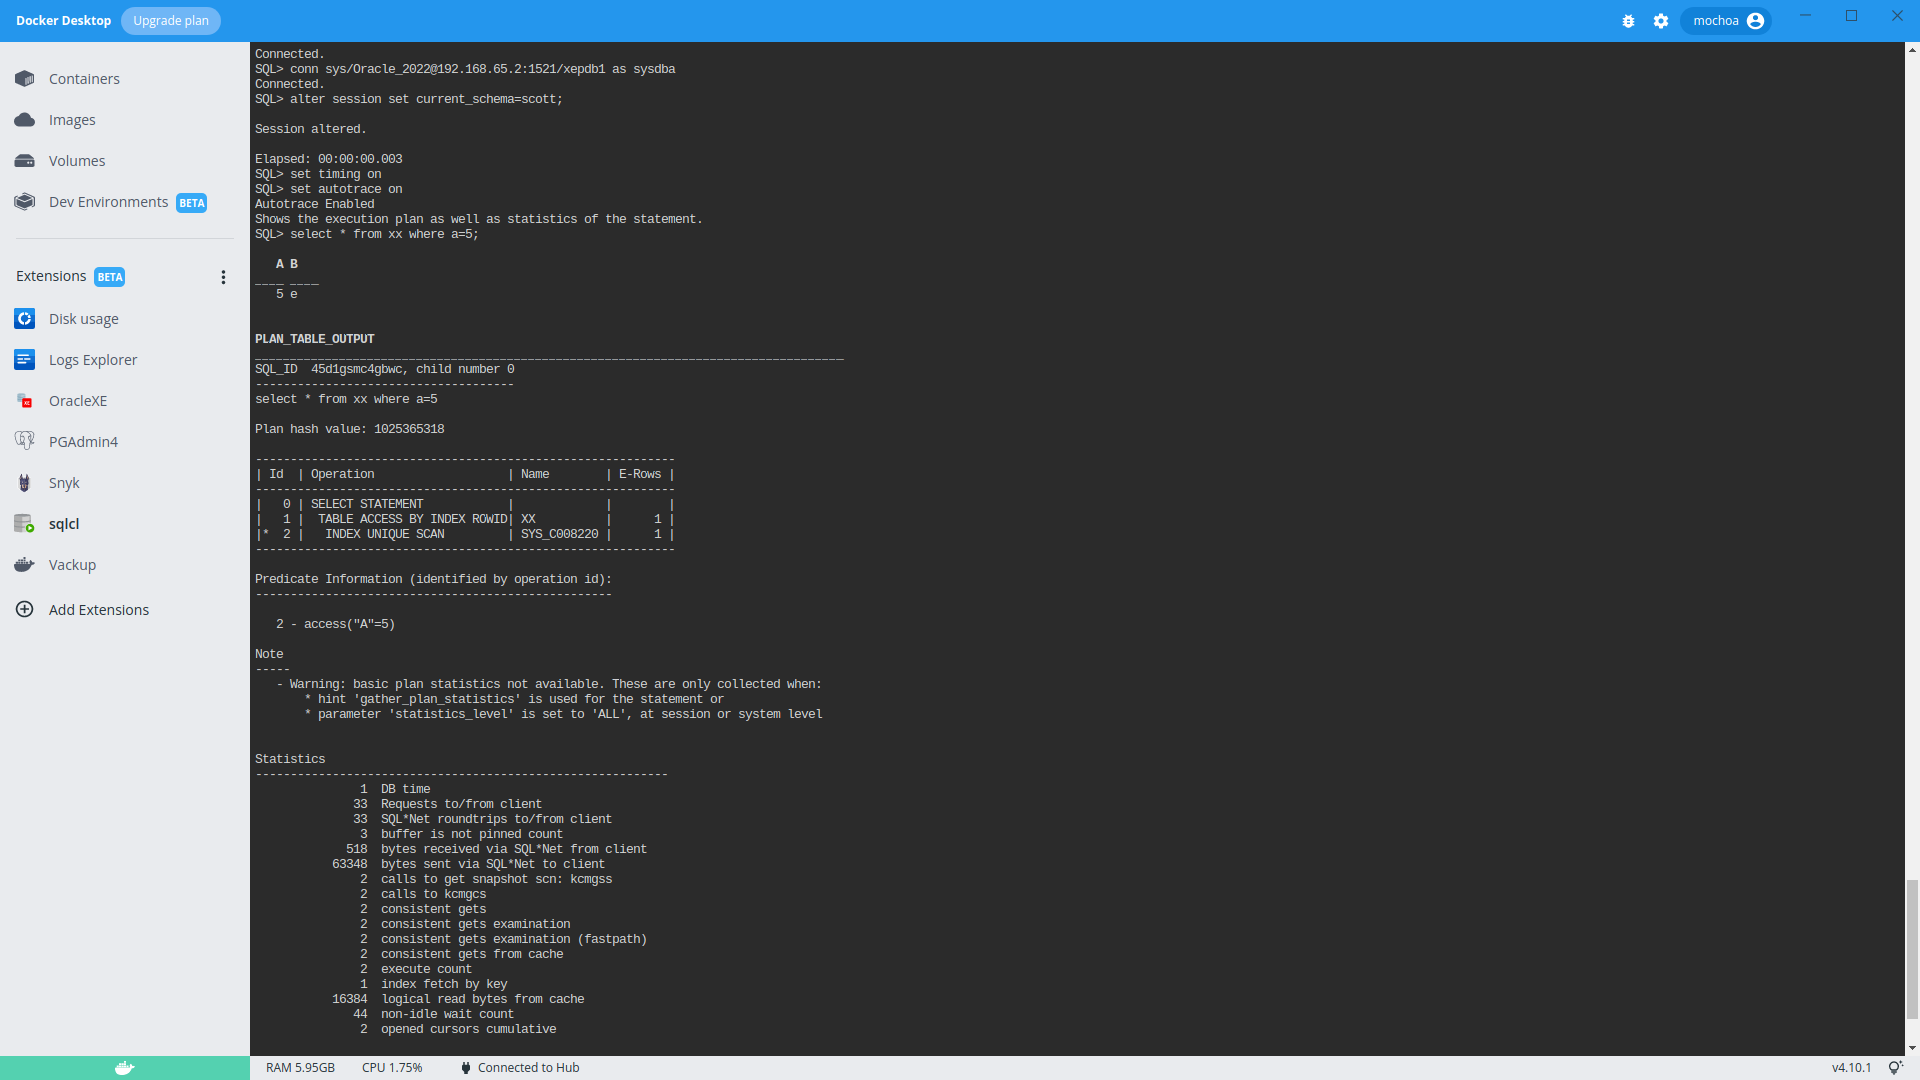 Docker Desktop
Upgrade plan
mochoa
Containers
Images
Volumes
Dev Environments BETA
Extensions BETA
Disk usage
Logs Explorer
OracleXE
PGAdmin4
Snyk
sqlcl
Vackup
Add Extensions
Connected.
SQL> conn sys/Oracle_2022@192.168.65.2:1521/xepdb1 as sysdba
Connected.
SQL> alter session set current_schema=scott;
Session altered.
Elapsed: 00:00:00.003
SQL> set timing on
SQL> set autotrace on
Autotrace Enabled
Shows the execution plan as well as statistics of the statement.
SQL> select * from xx where a=5;
   A B
____ ____
   5 e
PLAN_TABLE_OUTPUT
____________________________________________________________________________________
SQL_ID  45d1gsmc4gbwc, child number 0
-------------------------------------
select * from xx where a=5
Plan hash value: 1025365318
------------------------------------------------------------
| Id  | Operation                   | Name        | E-Rows |
------------------------------------------------------------
|   0 | SELECT STATEMENT            |             |        |
|   1 |  TABLE ACCESS BY INDEX ROWID| XX          |      1 |
|*  2 |   INDEX UNIQUE SCAN         | SYS_C008220 |      1 |
------------------------------------------------------------
Predicate Information (identified by operation id):
---------------------------------------------------
   2 - access("A"=5)
Note
-----
   - Warning: basic plan statistics not available. These are only collected when:
       * hint 'gather_plan_statistics' is used for the statement or
       * parameter 'statistics_level' is set to 'ALL', at session or system level
Statistics
-----------------------------------------------------------
               1  DB time
              33  Requests to/from client
              33  SQL*Net roundtrips to/from client
               3  buffer is not pinned count
             518  bytes received via SQL*Net from client
           63348  bytes sent via SQL*Net to client
               2  calls to get snapshot scn: kcmgss
               2  calls to kcmgcs
               2  consistent gets
               2  consistent gets examination
               2  consistent gets examination (fastpath)
               2  consistent gets from cache
               2  execute count
               1  index fetch by key
           16384  logical read bytes from cache
              44  non-idle wait count
               2  opened cursors cumulative
RAM 5.95GB
CPU 1.75%
Connected to Hub
v4.10.1